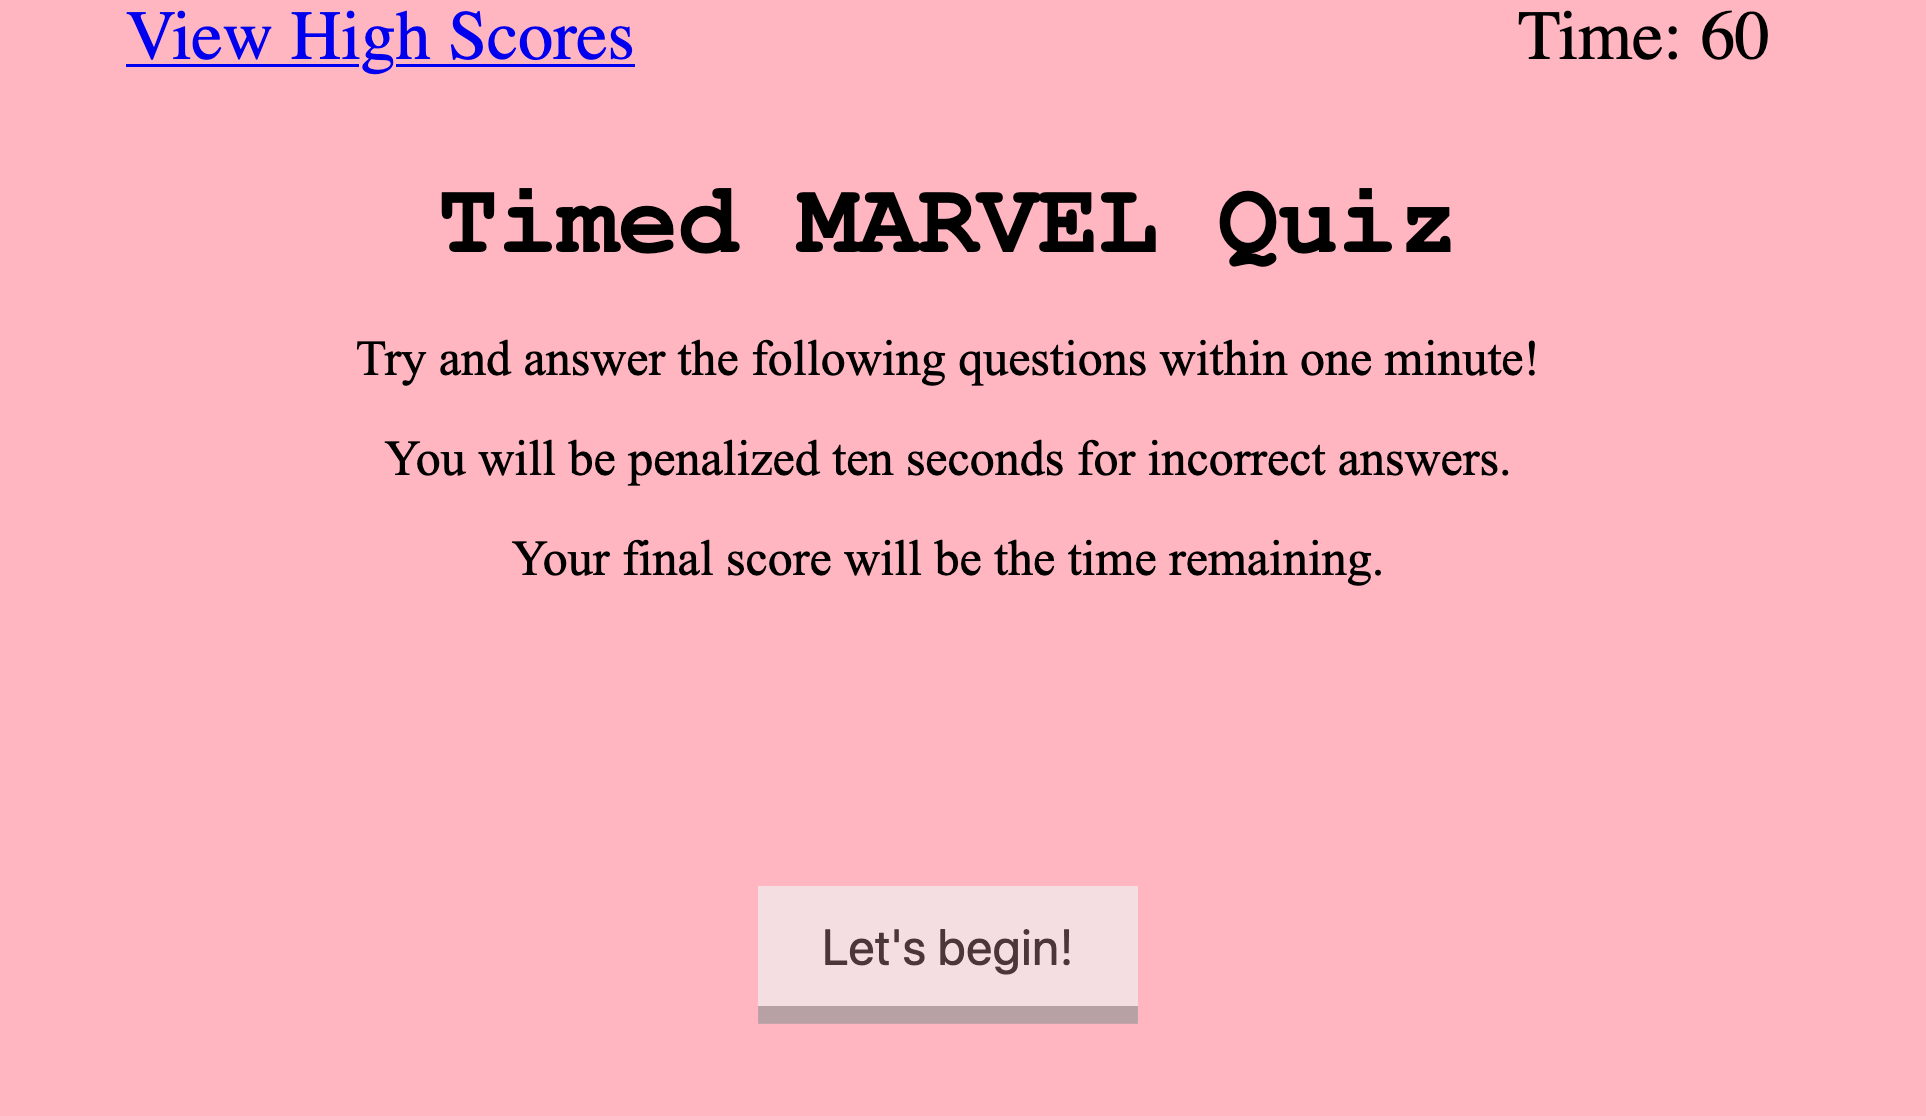 View High Scores
Time: 60
Timed MARVEL Quiz
Try and answer the following questions within one minute!
You will be penalized ten seconds for incorrect answers.
Your final score will be the time remaining.
Let's begin!